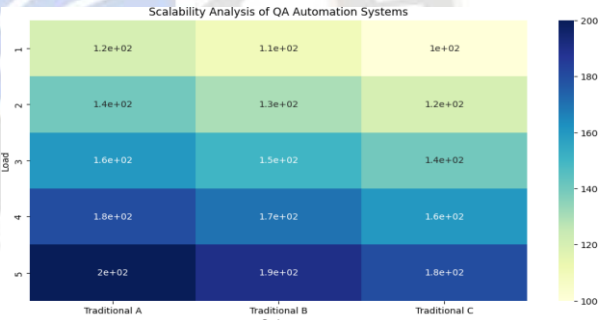 Scalability Analysis of QA Automation Systems
200
1 1.2e+02 1.1e+02 1e+02
180
2 1.4e+02 1.3e+02 1.2e+02
160
Load
3 1.6e+02 1.5e+02 1.4e+02
140
4 1.8e+02 1.7e+02 1.6e+02
120
5 2e+02 1.9e+02 1.8e+02
100
Traditional A Traditional B Traditional C